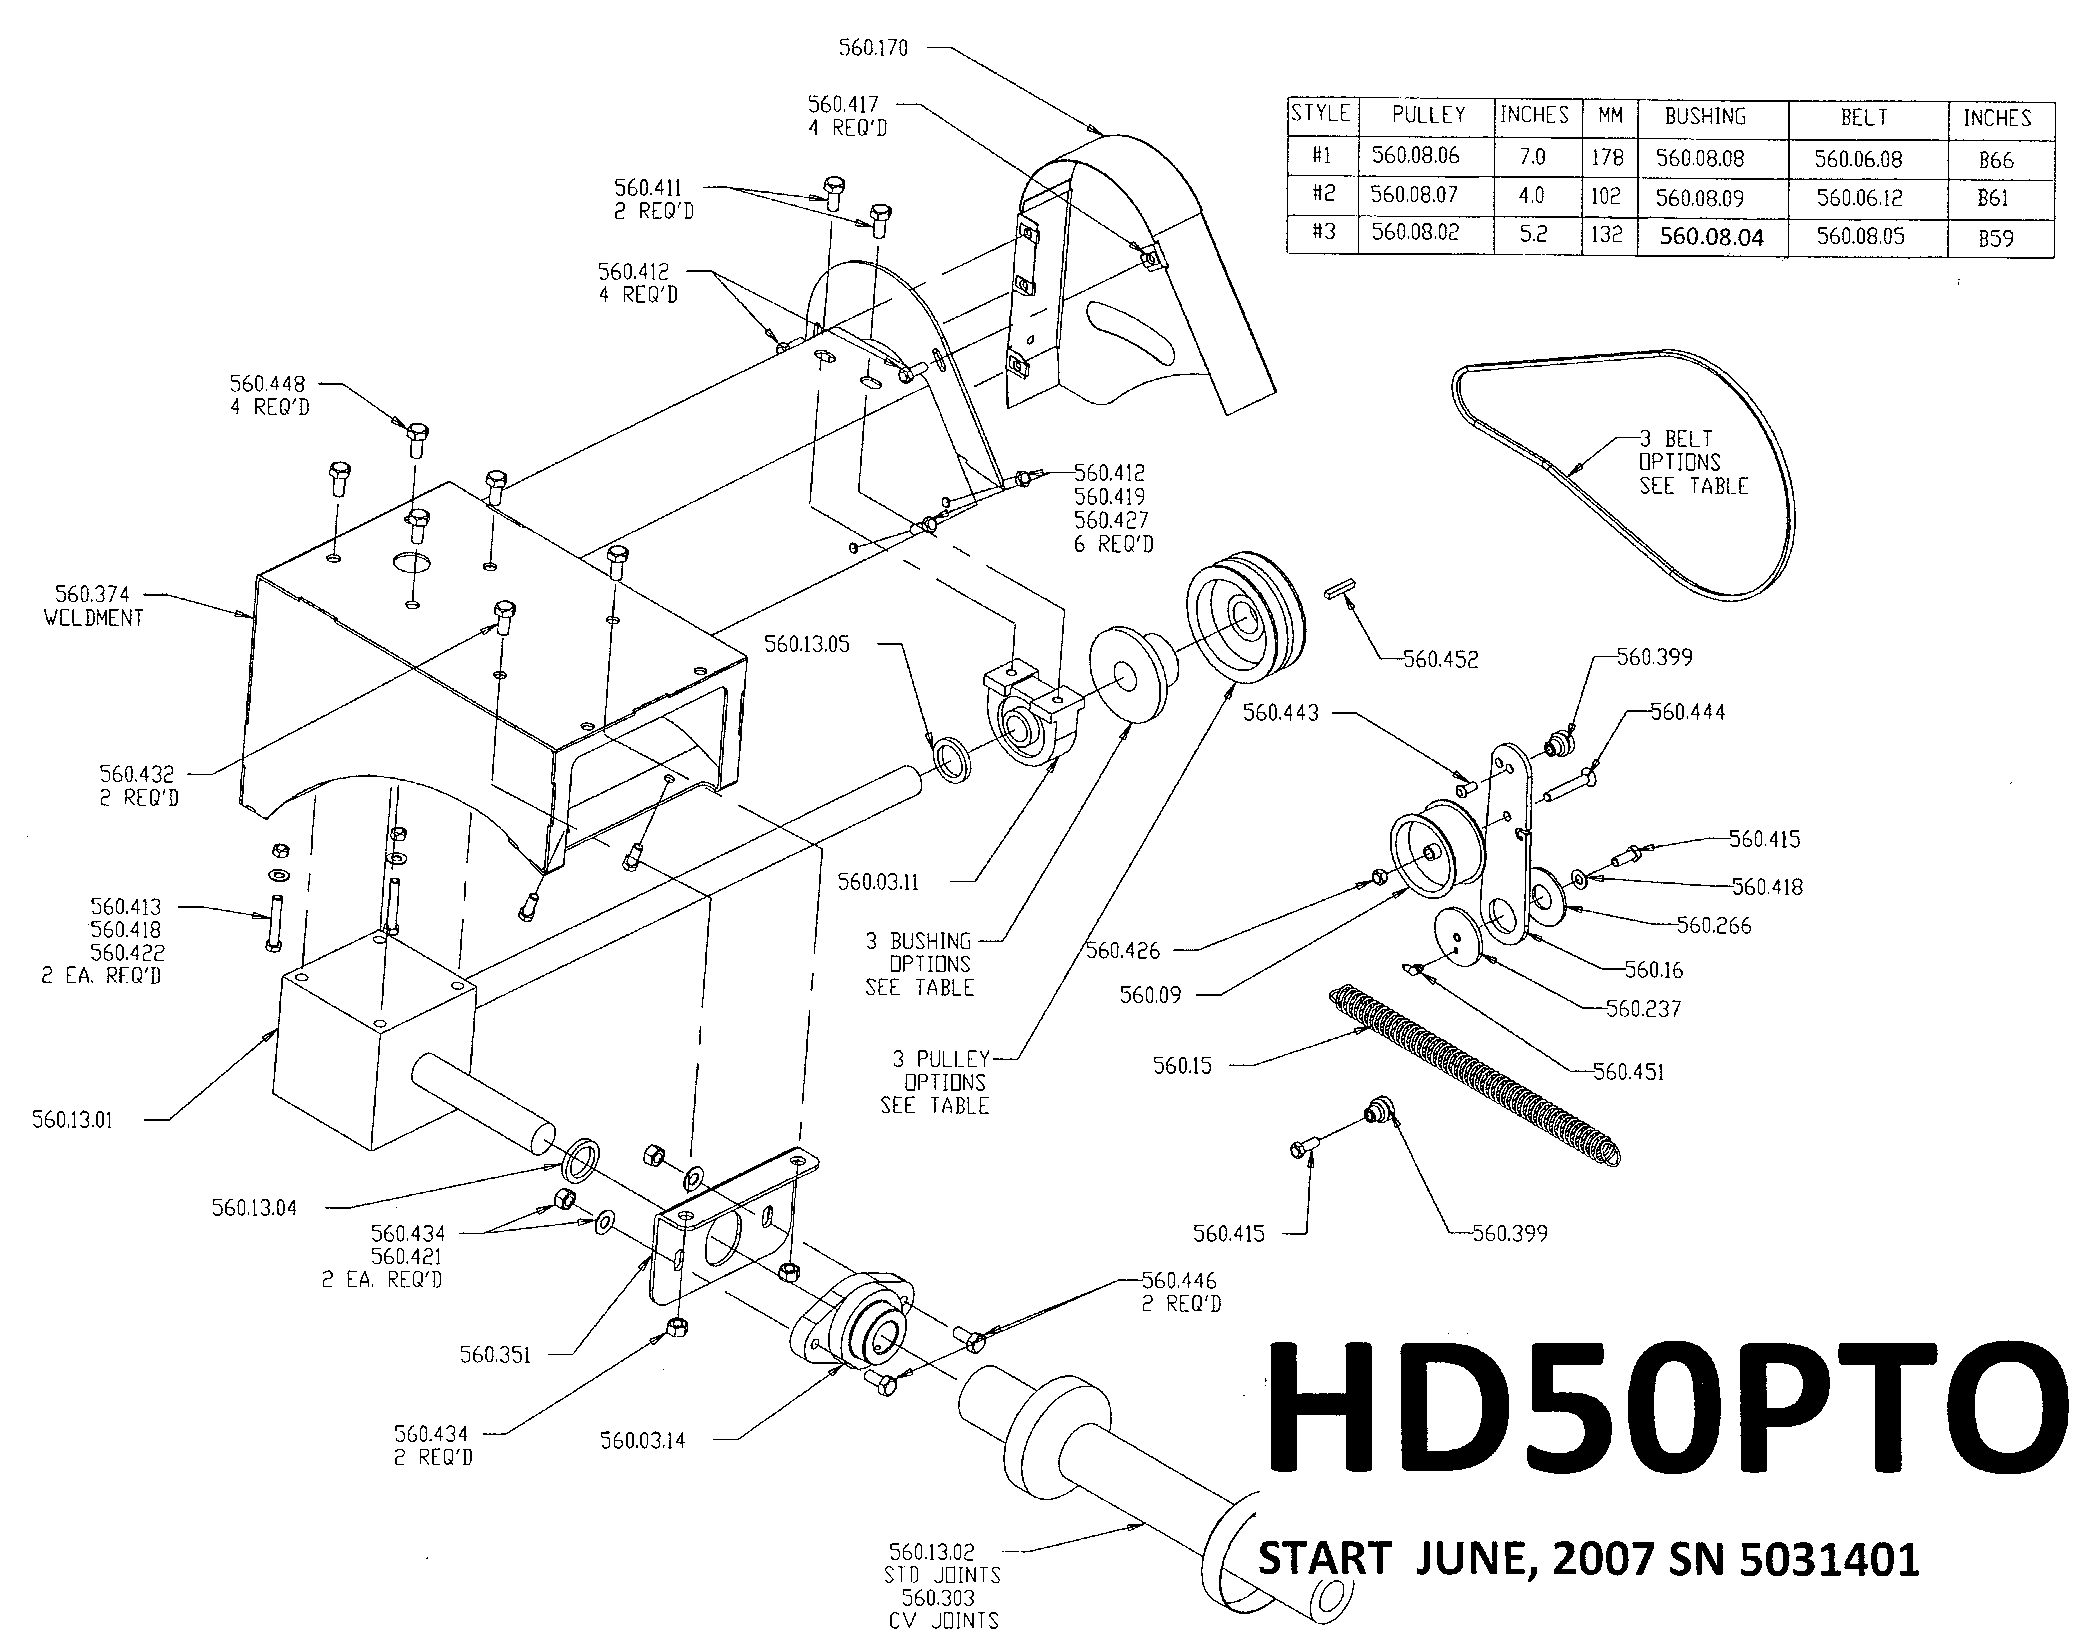 560.170
560.417
4 REQ'D
560.411
2 REQ'D
560.412
4 REQ'D
STYLE PULLEY INCHES MM BUSHING BELT INCHES
#1 560.08.06 7.0 178 560.08.08 560.06.08 B66
#2 560.08.07 4.0 102 560.08.09 560.06.12 B61
#3 560.08.02 5.2 132 560.08.04 560.08.05 B59
560.448
4 REQ'D
3 BELT
OPTIONS
SEE TABLE
560.412
560.419
560.427
6 REQ'D
560.374
WELDMENT
560.13.05
560.452
560.399
560.443
560.444
560.432
2 REQ'D
560.415
560.418
560.03.11
560.266
560.413
560.418
560.422
2 EA. REQ'D
3 BUSHING
OPTIONS
SEE TABLE
560.426
560.16
560.09
560.237
3 PULLEY
OPTIONS
SEE TABLE
560.15
560.451
560.13.01
560.13.04
560.434
560.421
2 EA. REQ'D
560.415
560.399
560.446
2 REQ'D
560.351
560.434
2 REQ'D
560.03.14
HD50PTO
START JUNE, 2007 SN 5031401
560.13.02
STD JOINTS
560.303
CV JOINTS